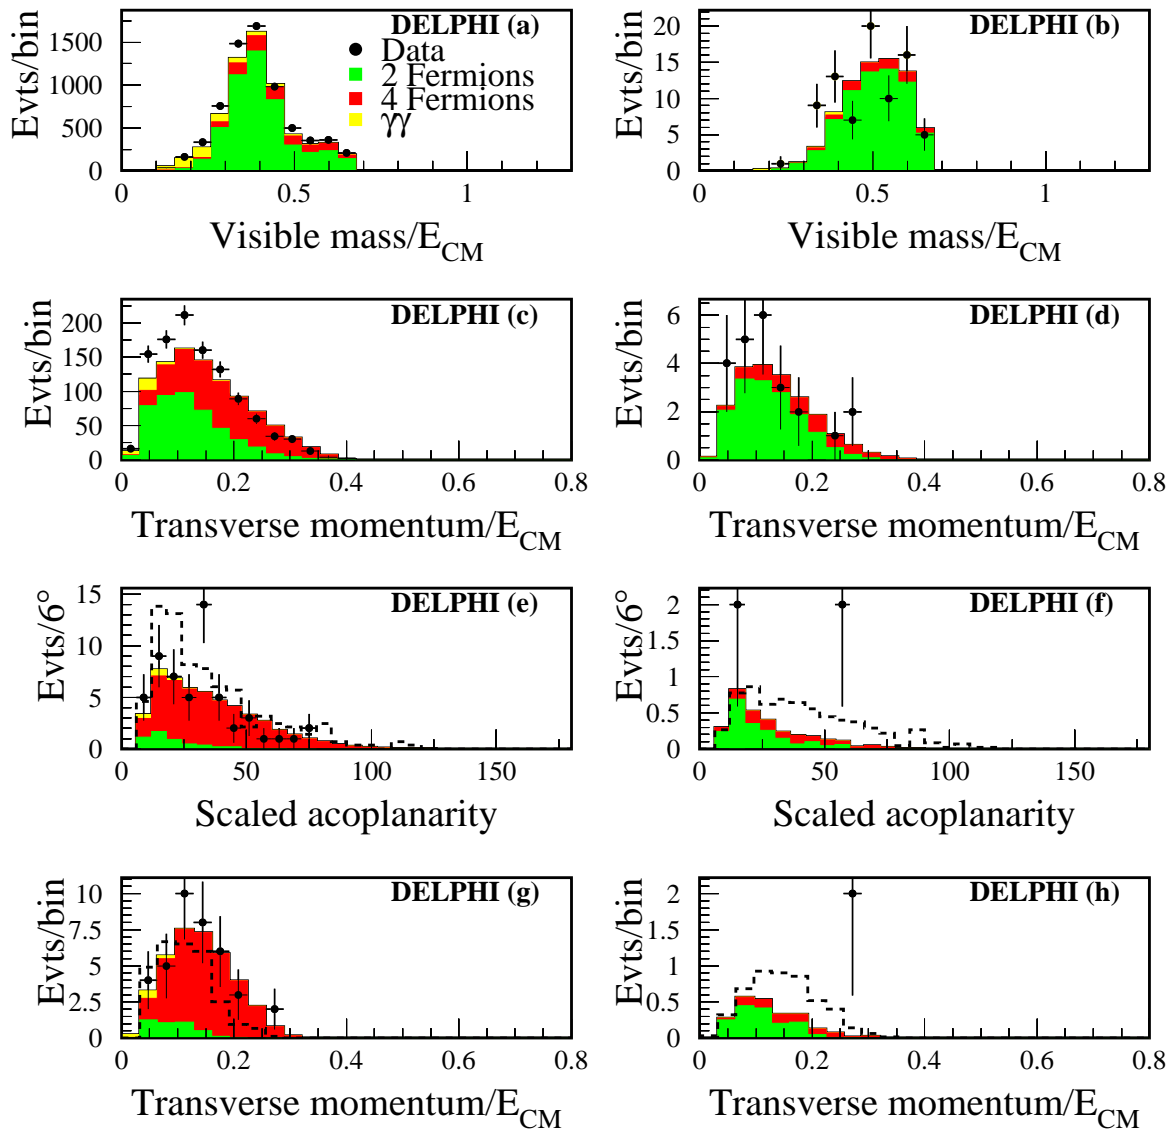 DELPHI (a)
Evts/bin
1500
1000
500
0
Data
2 Fermions
4 Fermions
γγ
0 0.5 1
Visible mass/E_CM
DELPHI (b)
Evts/bin
20
15
10
5
0
0 0.5 1
Visible mass/E_CM
DELPHI (c)
Evts/bin
200
150
100
50
0
0 0.2 0.4 0.6 0.8
Transverse momentum/E_CM
DELPHI (d)
Evts/bin
6
4
2
0
0 0.2 0.4 0.6 0.8
Transverse momentum/E_CM
DELPHI (e)
Evts/6°
15
10
5
0
0 50 100 150
Scaled acoplanarity
DELPHI (f)
Evts/6°
2
1.5
1
0.5
0
0 50 100 150
Scaled acoplanarity
DELPHI (g)
Evts/bin
10
7.5
5
2.5
0
0 0.2 0.4 0.6 0.8
Transverse momentum/E_CM
DELPHI (h)
Evts/bin
2
1.5
1
0.5
0
0 0.2 0.4 0.6 0.8
Transverse momentum/E_CM